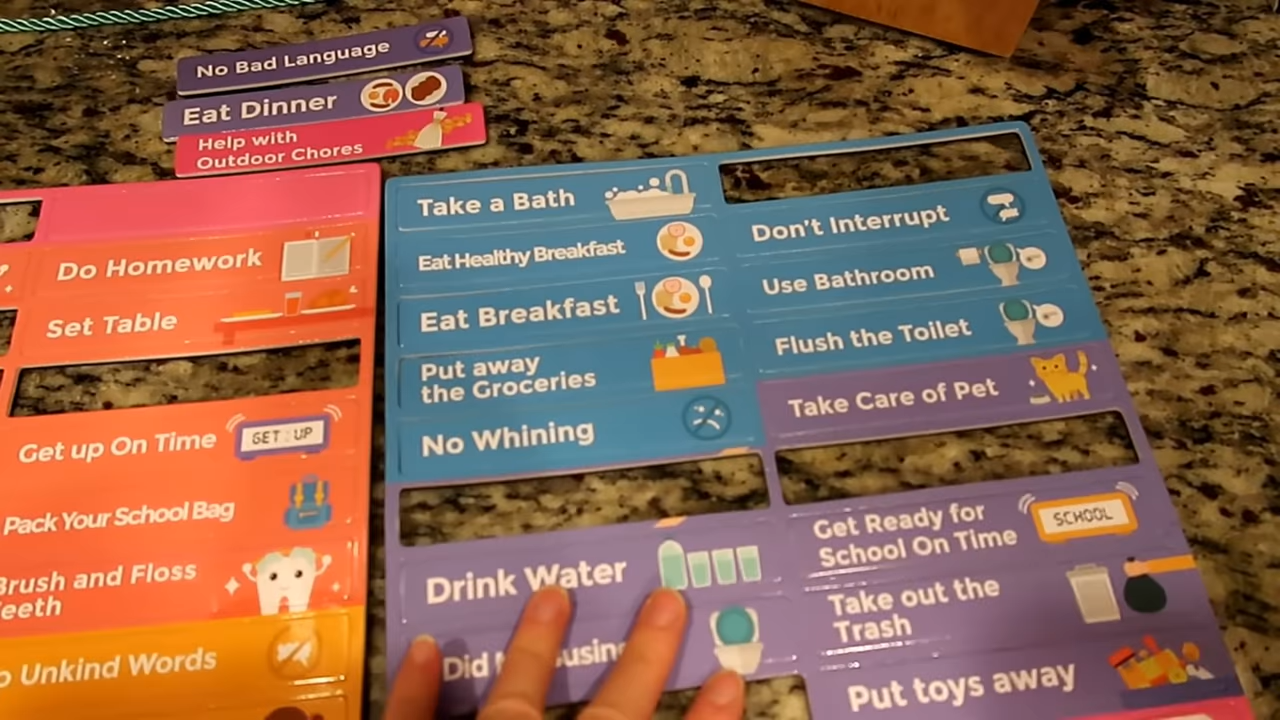 No Bad Language
Eat Dinner
Help with
Outdoor Chores
Do Homework
Set Table
Get up On Time
GET UP
Pack Your School Bag
Brush and Floss
Unkind Words
Take a Bath
Eat Healthy Breakfast
Eat Breakfast
Put away
the Groceries
No Whining
Drink Water
Did
Don't Interrupt
Use Bathroom
Flush the Toilet
Take Care of Pet
Get Ready for
School On Time
SCHOOL
Take out the
Trash
Put toys away